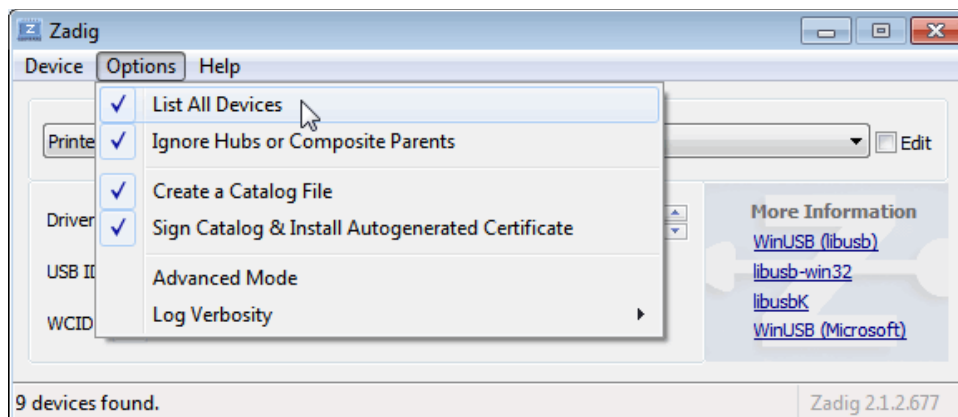 Zadig
Device Options Help
List All Devices
Ignore Hubs or Composite Parents
Create a Catalog File
Sign Catalog & Install Autogenerated Certificate
Advanced Mode
Log Verbosity
Edit
Driver
USB
WCID
More Information
WinUSB (libusb)
libusb-win32
libusbK
WinUSB (Microsoft)
9 devices found.
Zadig 2.1.2.677